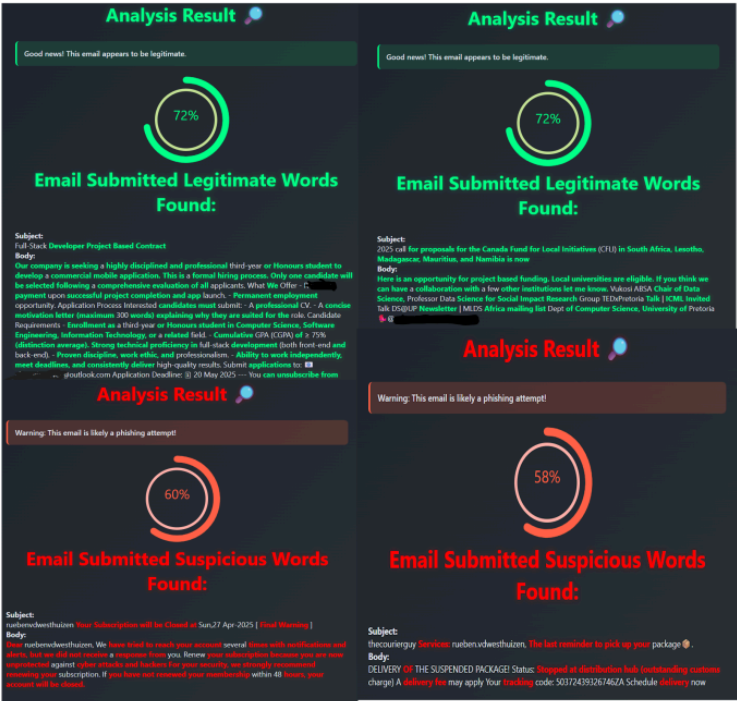 Analysis Result
Good news! This email appears to be legitimate.
72%
Email Submitted Legitimate Words
Found:
Subject:
Full-Stack Developer Project Based Contract
Body:
Our company is seeking a highly disciplined and professional third-year or Honours student to
develop a commercial mobile application. This is a formal hiring process. Only one candidate will
be selected following a comprehensive evaluation of all applicants. What We Offer -
payment upon successful project completion and app launch. - Permanent employment
opportunity. Application Process Interested candidates must submit: - A professional CV. - A concise
motivation letter (maximum 300 words) explaining why they are suited for the role. Candidate
Requirements - Enrollment as a third-year or Honours student in Computer Science, Software
Engineering, Information Technology, or a related field. - Cumulative GPA (CGPA) of ≥ 75%
(distinction average). Strong technical proficiency in full-stack development (both front-end and
back-end). - Proven discipline, work ethic, and professionalism. - Ability to work independently,
meet deadlines, and consistently deliver high-quality results. Submit applications to:
@outlook.com Application Deadline: 20 May 2025 --- You can unsubscribe from
Analysis Result
Good news! This email appears to be legitimate.
72%
Email Submitted Legitimate Words
Found:
Subject:
2025 call for proposals for the Canada Fund for Local Initiatives (CFLI) in South Africa, Lesotho,
Madagascar, Mauritius, and Namibia is now
Body:
Here is an opportunity for project based funding. Local universities are eligible. If you think we
can have a collaboration with a few other institutions let me know. Vukosi ABSA Chair of Data
Science, Professor Data Science for Social Impact Research Group TEDxPretoria Talk | ICML Invited
Talk DS@UP Newsletter | MLDS Africa mailing list Dept of Computer Science, University of Pretoria
@
Analysis Result
Warning: This email is likely a phishing attempt!
60%
Email Submitted Suspicious Words
Found:
Subject:
ruebenvdwesthuizen Your Subscription will be Closed at Sun,27 Apr-2025 [ Final Warning ]
Body:
Dear ruebenvdwesthuizen, We have tried to reach your account several times with notifications and
alerts, but we did not receive a response from you. Renew your subscription because you are now
unprotected against cyber attacks and hackers For your security, we strongly recommend
renewing your subscription. If you have not renewed your membership within 48 hours, your
account will be closed.
Analysis Result
Warning: This email is likely a phishing attempt!
58%
Email Submitted Suspicious Words
Found:
Subject:
thecourierguy Services: rueben.vdwesthuizen, The last reminder to pick up your package .
Body:
DELIVERY OF THE SUSPENDED PACKAGE! Status: Stopped at distribution hub (outstanding customs
charge) A delivery fee may apply Your tracking code: 50372439326746ZA Schedule delivery now